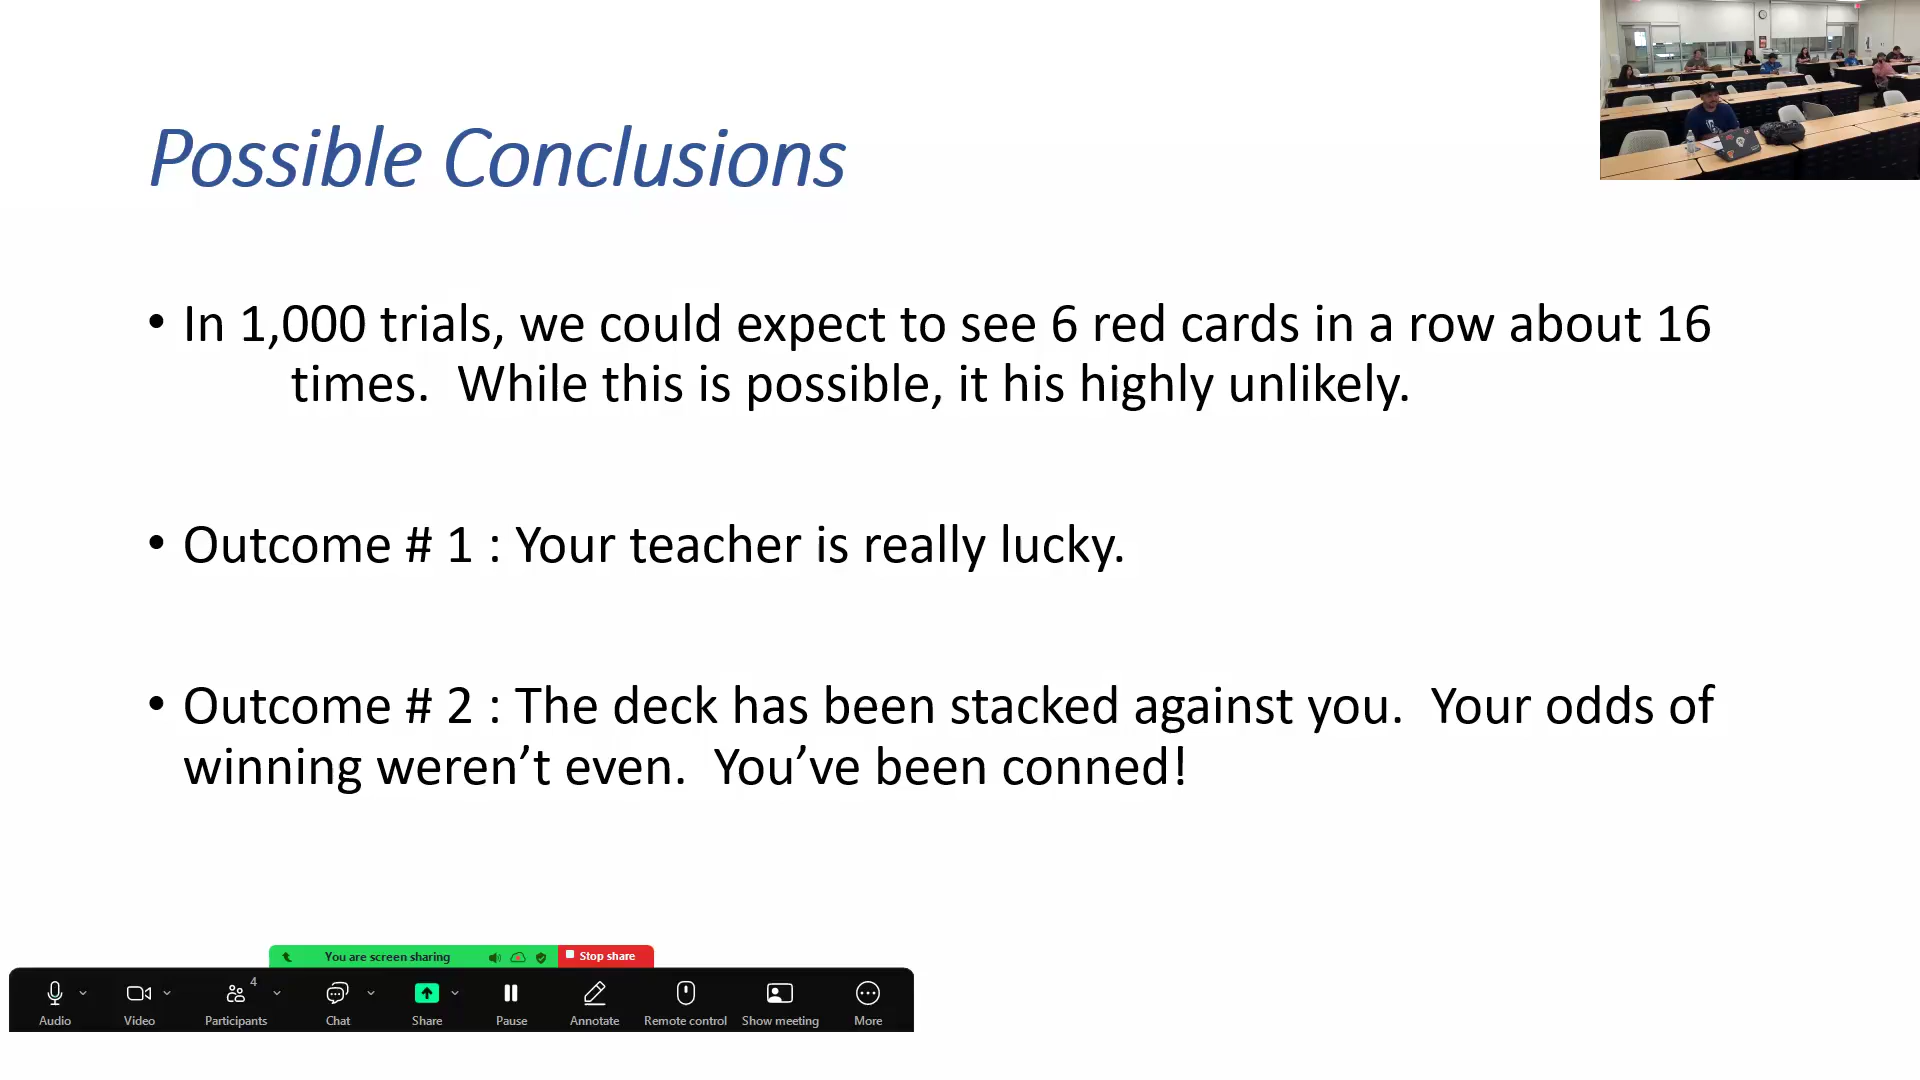 Possible Conclusions
• In 1,000 trials, we could expect to see 6 red cards in a row about 16
times.  While this is possible, it his highly unlikely.
• Outcome # 1 : Your teacher is really lucky.
• Outcome # 2 : The deck has been stacked against you.  Your odds of
winning weren’t even.  You’ve been conned!
You are screen sharing
Stop share
4
Audio Video Participants Chat Share Pause Annotate Remote control Show meeting More